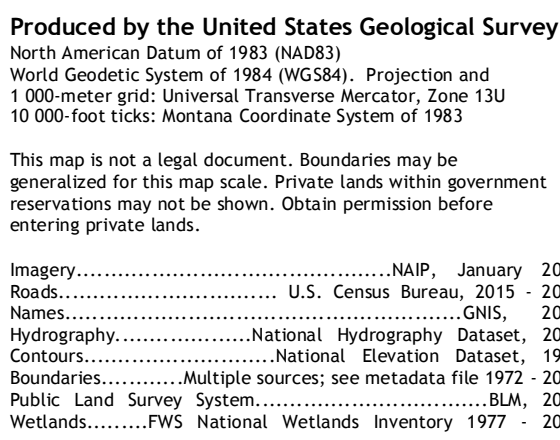 Produced by the United States Geological Survey
North American Datum of 1983 (NAD83)
World Geodetic System of 1984 (WGS84). Projection and
1 000-meter grid: Universal Transverse Mercator, Zone 13U
10 000-foot ticks: Montana Coordinate System of 1983
This map is not a legal document. Boundaries may be
generalized for this map scale. Private lands within government
reservations may not be shown. Obtain permission before
entering private lands.
Imagery................................................NAIP, January 20
Roads................................. U.S. Census Bureau, 2015 - 20
Names............................................................GNIS, 20
Hydrography.....................National Hydrography Dataset, 20
Contours............................National Elevation Dataset, 19
Boundaries...........Multiple sources; see metadata file 1972 - 20
Public Land Survey System...................................BLM, 20
Wetlands.........FWS National Wetlands Inventory 1977 - 20